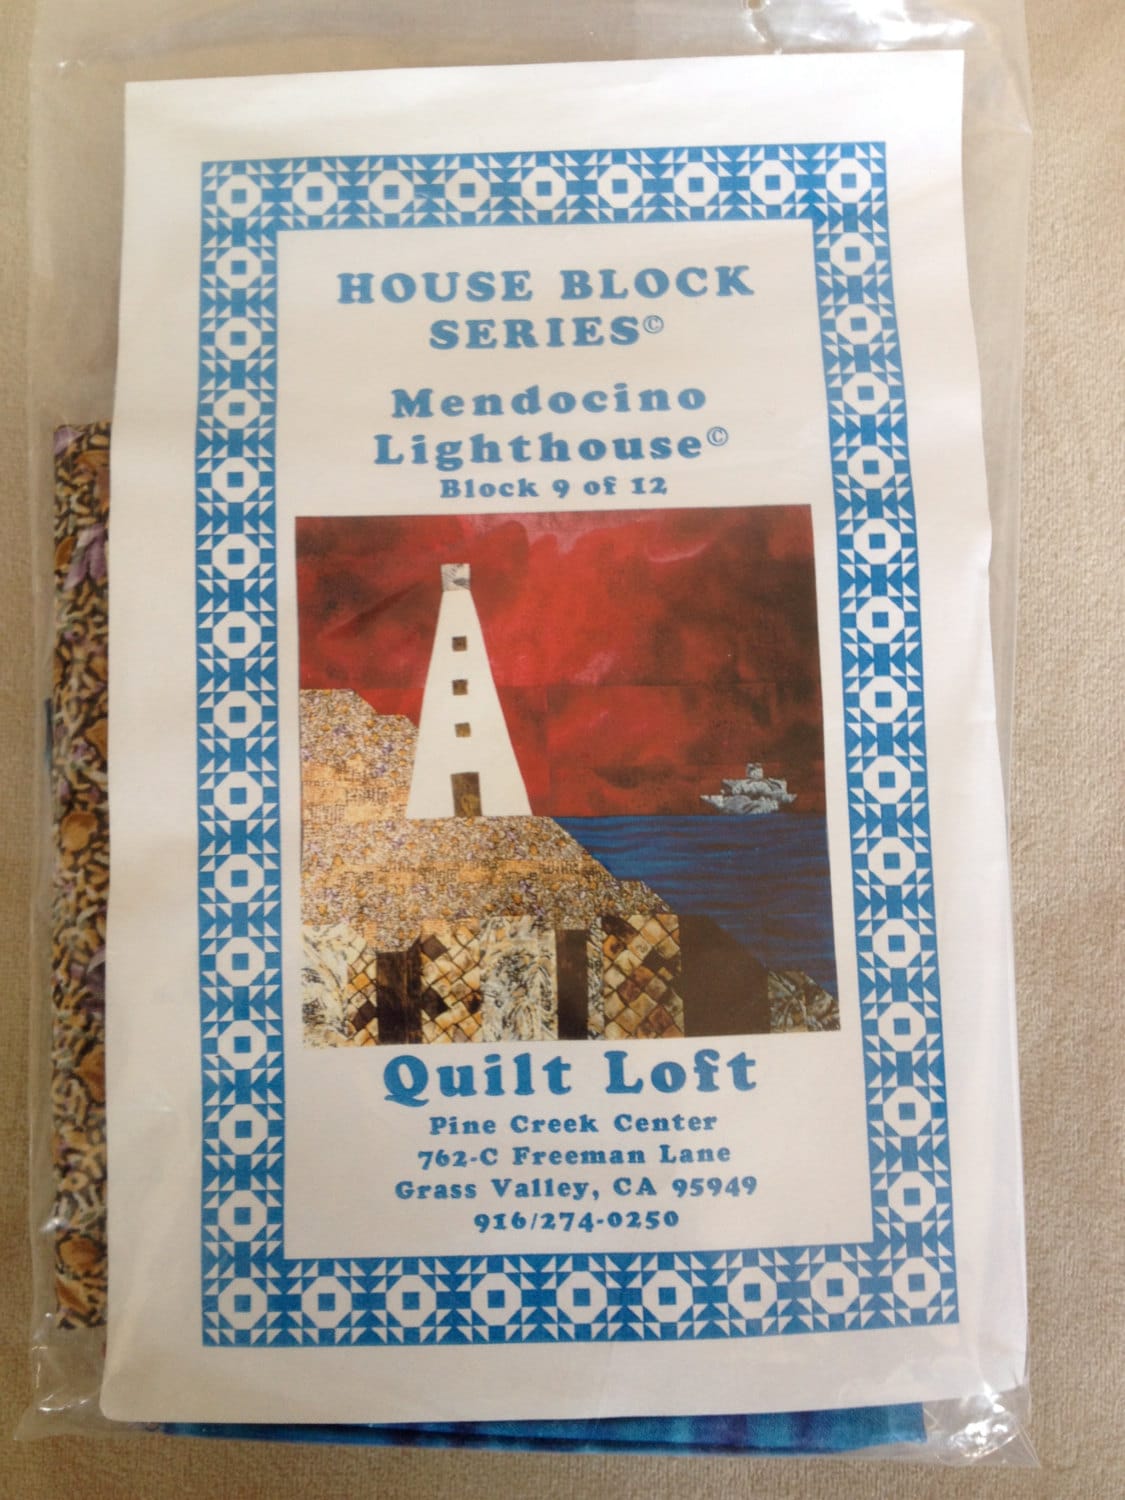 HOUSE BLOCK
SERIES©
Mendocino
Lighthouse©
Block 9 of 12
Quilt Loft
Pine Creek Center
762-C Freeman Lane
Grass Valley, CA 95949
916/274-0250